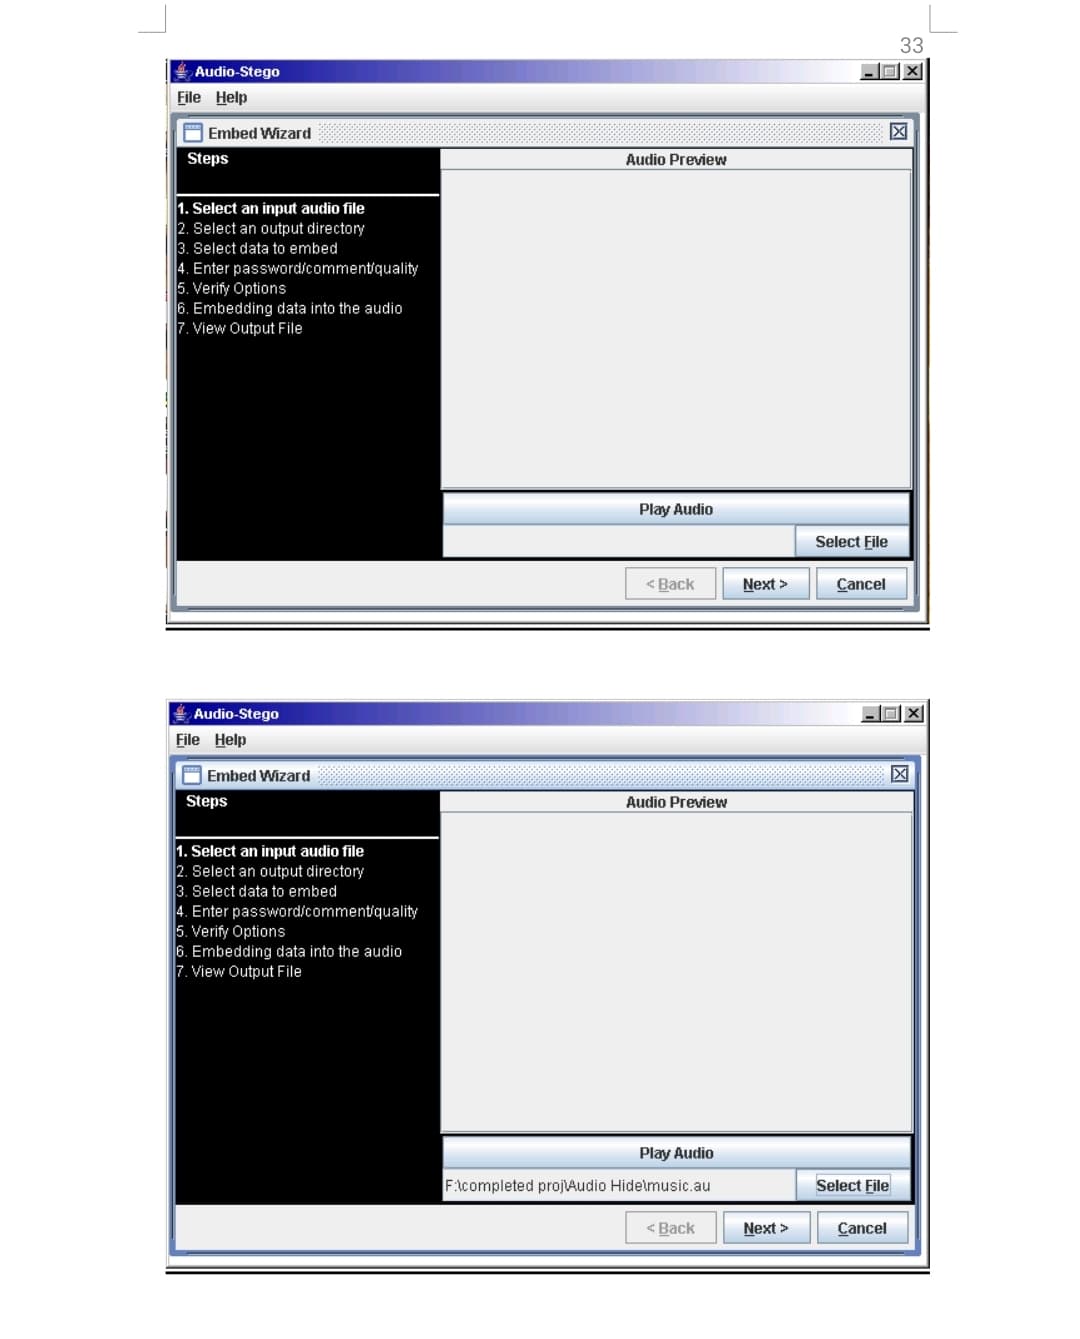 33
Audio-Stego
File Help
Embed Wizard
Steps
Audio Preview
1. Select an input audio file
2. Select an output directory
3. Select data to embed
4. Enter password/comment/quality
5. Verify Options
6. Embedding data into the audio
7. View Output File
Play Audio
Select File
< Back Next > Cancel
Audio-Stego
File Help
Embed Wizard
Steps
Audio Preview
1. Select an input audio file
2. Select an output directory
3. Select data to embed
4. Enter password/comment/quality
5. Verify Options
6. Embedding data into the audio
7. View Output File
Play Audio
F:\completed proj\Audio Hide\music.au Select File
< Back Next > Cancel